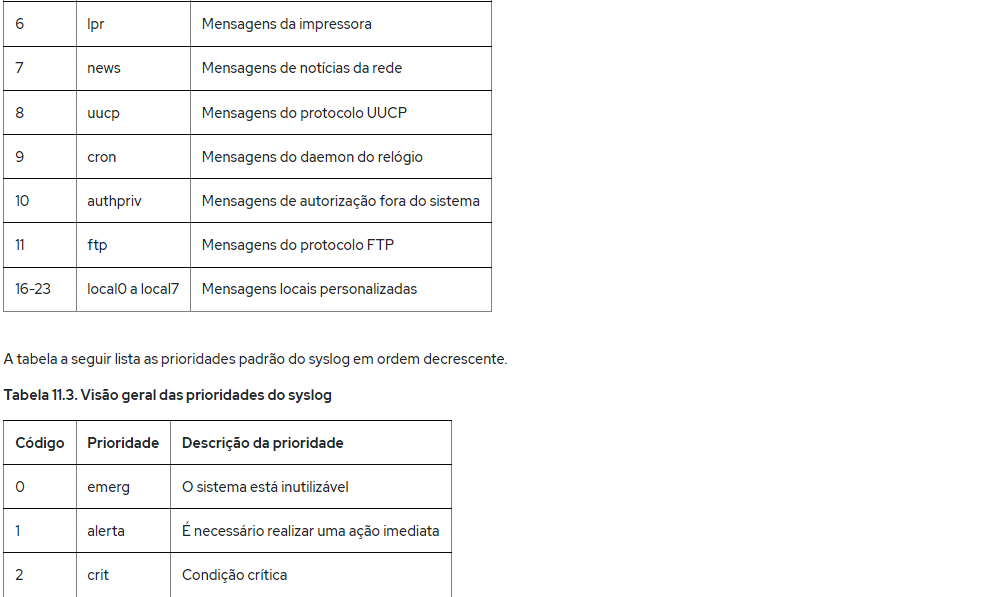 6 lpr Mensagens da impressora
7 news Mensagens de notícias da rede
8 uucp Mensagens do protocolo UUCP
9 cron Mensagens do daemon do relógio
10 authpriv Mensagens de autorização fora do sistema
11 ftp Mensagens do protocolo FTP
16-23 local0 a local7 Mensagens locais personalizadas
A tabela a seguir lista as prioridades padrão do syslog em ordem decrescente.
Tabela 11.3. Visão geral das prioridades do syslog
Código Prioridade Descrição da prioridade
0 emerg O sistema está inutilizável
1 alerta É necessário realizar uma ação imediata
2 crit Condição crítica